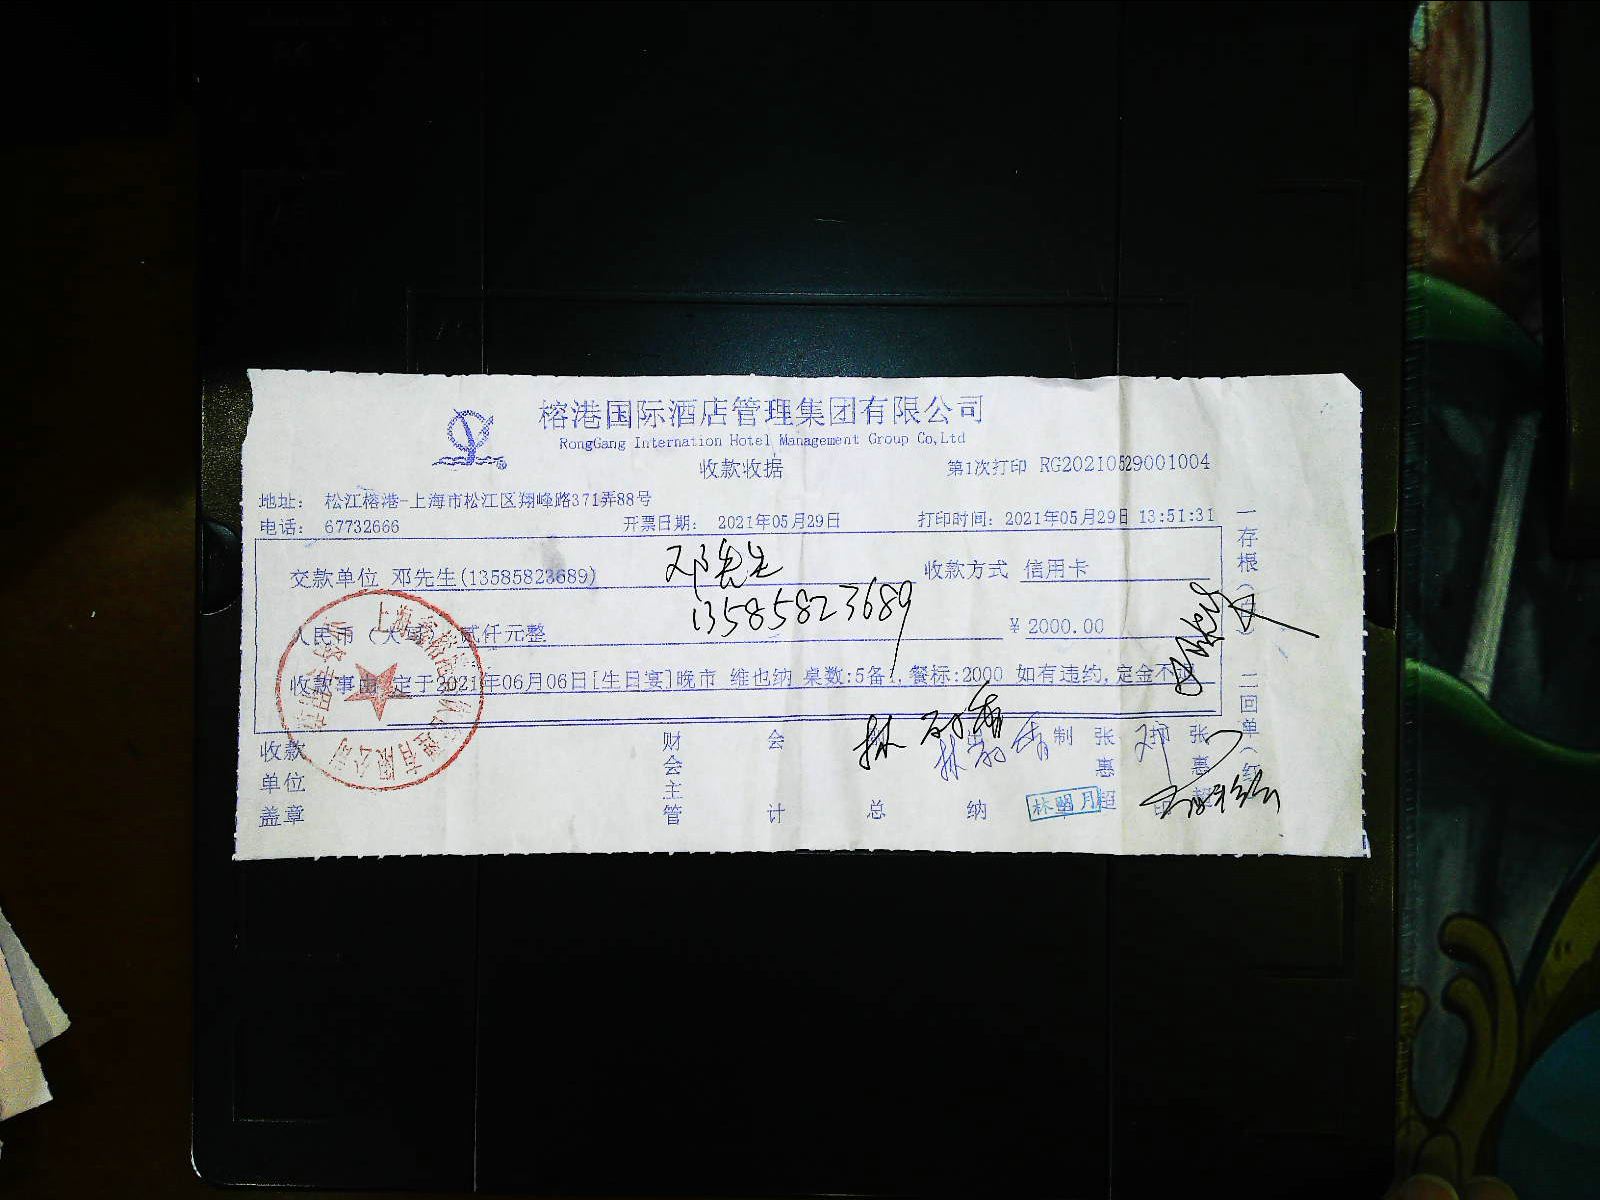 榕港国际酒店管理集团有限公司
RongGang Internation Hotel Management Group Co,Ltd
收款收据
第1次打印 RG20210529001004
地址： 松江榕港-上海市松江区翔峰路371弄88号
电话： 67732666 开票日期： 2021年05月29日 打印时间：2021年05月29日 13:51:31
交款单位 邓先生(13585823689) 收款方式 信用卡
邓先生
13585823689
人民币（大 贰仟元整 ￥2000.00
收款事由 定于2021年06月06日[生日宴]晚市 维也纳 桌数:5备1,餐标:2000 如有违约,定金不
收款单位盖章 财会主管 会计 总 出纳 制 张惠超 张惠超印
林明月
一存根（白） 二回单（红